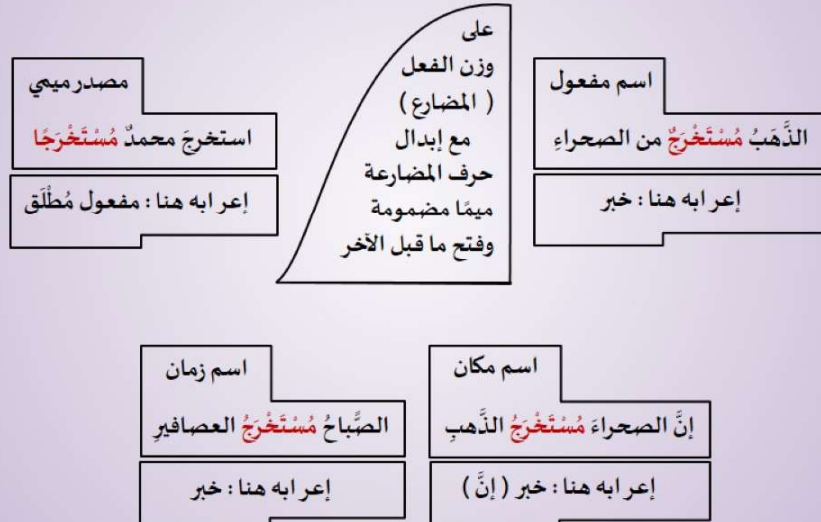 اسم مفعول
الذَّهَبُ مُسْتَخْرَجٌ من الصحراءِ
إعرابه هنا : خبر
على
وزن الفعل
( المضارع )
مع إبدال
حرف المضارعة
ميمًا مضمومة
وفتح ما قبل الآخر
مصدر ميمي
استخرجَ محمدٌ مُسْتَخْرَجًا
إعرابه هنا : مفعول مُطْلَق
اسم مكان
إنَّ الصحراءَ مُسْتَخْرَجُ الذَّهبِ
إعرابه هنا : خبر ( إنَّ )
اسم زمان
الصَّباحُ مُسْتَخْرَجُ العصافيرِ
إعرابه هنا : خبر